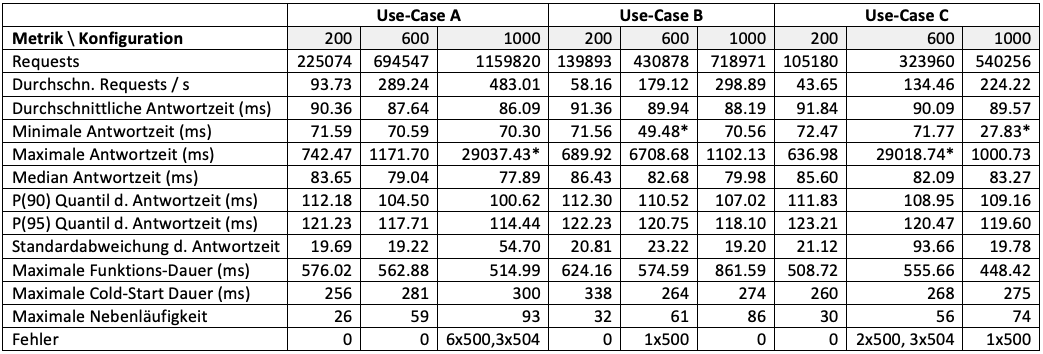 Use-Case A Use-Case B Use-Case C
Metrik \ Konfiguration 200 600 1000 200 600 1000 200 600 1000
Requests 225074 694547 1159820 139893 430878 718971 105180 323960 540256
Durchschn. Requests / s 93.73 289.24 483.01 58.16 179.12 298.89 43.65 134.46 224.22
Durchschnittliche Antwortzeit (ms) 90.36 87.64 86.09 91.36 89.94 88.19 91.84 90.09 89.57
Minimale Antwortzeit (ms) 71.59 70.59 70.30 71.56 49.48* 70.56 72.47 71.77 27.83*
Maximale Antwortzeit (ms) 742.47 1171.70 29037.43* 689.92 6708.68 1102.13 636.98 29018.74* 1000.73
Median Antwortzeit (ms) 83.65 79.04 77.89 86.43 82.68 79.98 85.60 82.09 83.27
P(90) Quantil d. Antwortzeit (ms) 112.18 104.50 100.62 112.30 110.52 107.02 111.83 108.95 109.16
P(95) Quantil d. Antwortzeit (ms) 121.23 117.71 114.44 122.23 120.75 118.10 123.21 120.47 119.60
Standardabweichung d. Antwortzeit 19.69 19.22 54.70 20.81 23.22 19.20 21.12 93.66 19.78
Maximale Funktions-Dauer (ms) 576.02 562.88 514.99 624.16 574.59 861.59 508.72 555.66 448.42
Maximale Cold-Start Dauer (ms) 256 281 300 338 264 274 260 268 275
Maximale Nebenläufigkeit 26 59 93 32 61 86 30 56 74
Fehler 0 0 6x500,3x504 0 1x500 0 0 2x500, 3x504 1x500